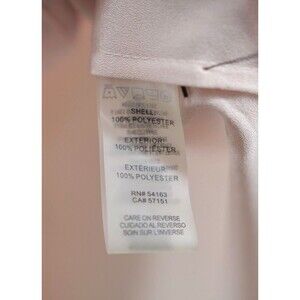 SHELL:
100% POLYESTER
EXTERIOR:
100% POLYESTER
EXTERIEUR:
100% POLYESTER
RN# 54163
CA# 57151
CARE ON REVERSE
CUIDADO AL REVERSO
SOIN SUR L'INVERSE